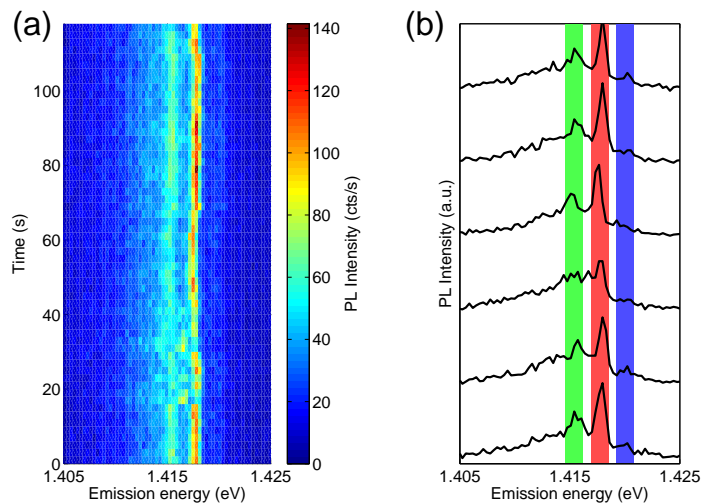 (a)
Time (s)
100
80
60
40
20
0
1.405
1.415
1.425
Emission energy (eV)
140
120
100
80
60
40
20
0
PL Intensity (cts/s)
(b)
PL Intensity (a.u.)
1.405
1.415
1.425
Emission energy (eV)